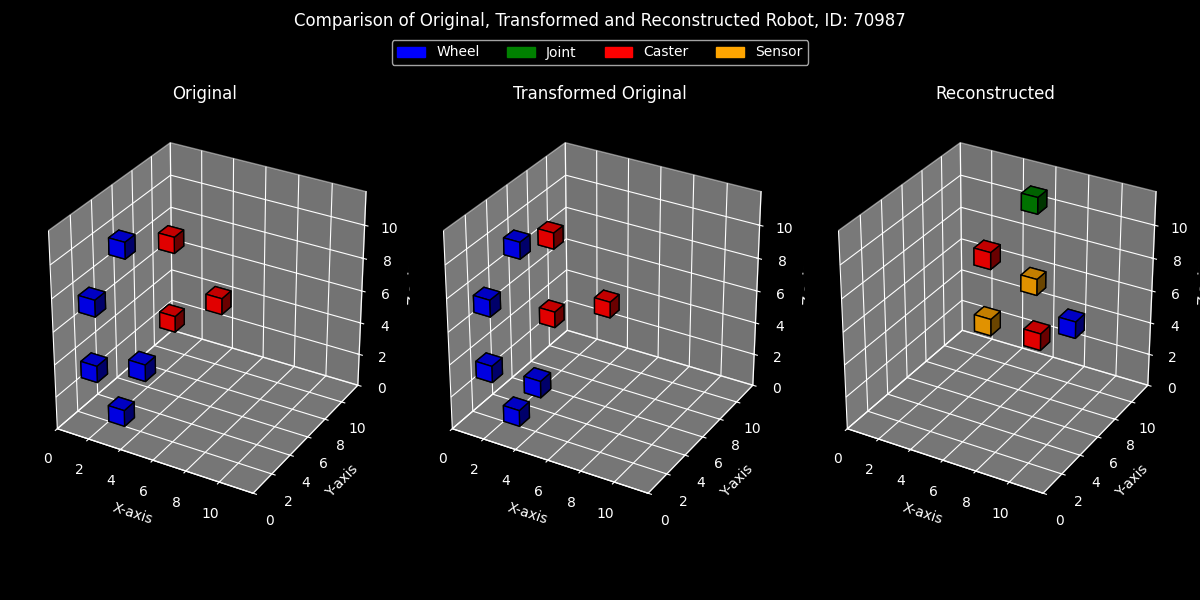 Comparison of Original, Transformed and Reconstructed Robot, ID: 70987
Wheel Joint Caster Sensor
Original Transformed Original Reconstructed
10 10 10
8 8 8
6 6 6
4 4 4
2 2 2
0 0 0
10 10 10
8 8 8
6 6 6
4 4 4
2 2 2
0 0 0
0 2 4 6 8 10 0 2 4 6 8 10 0 2 4 6 8 10
X-axis Y-axis X-axis Y-axis X-axis Y-axis